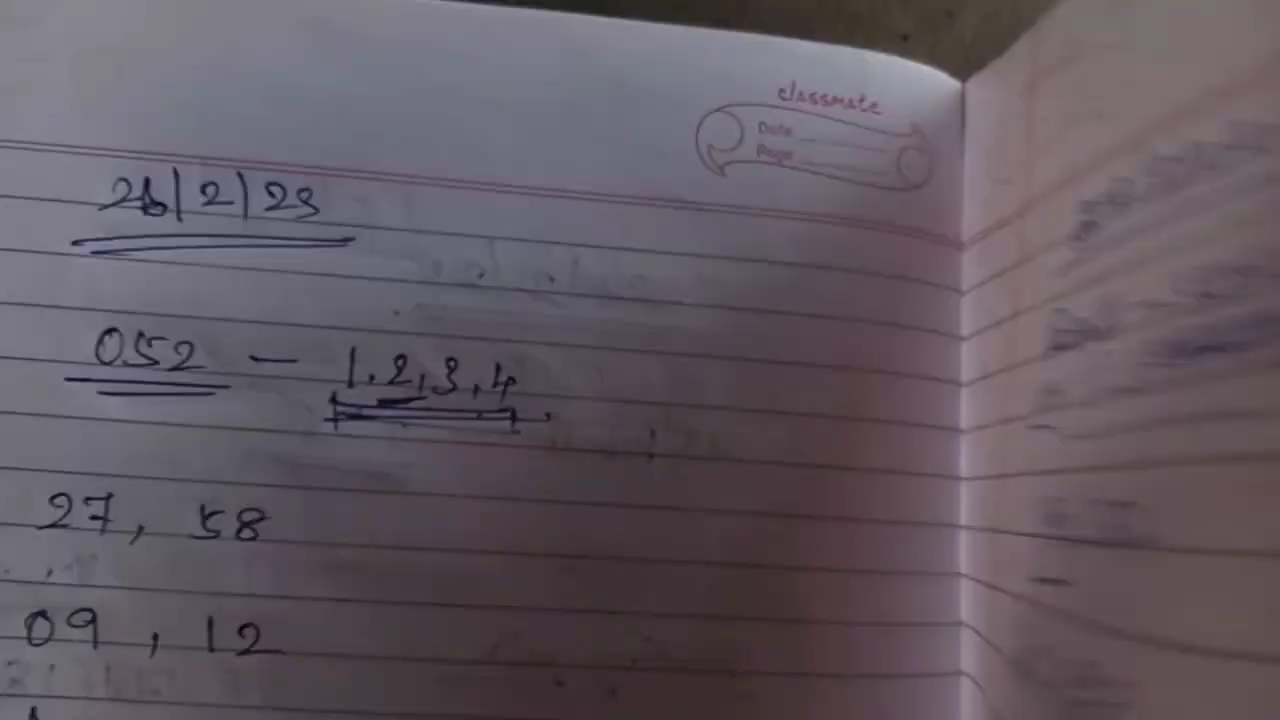 classmate
Date
Page
26/2/23
052 - 1,2,3,4
27, 58
09, 12